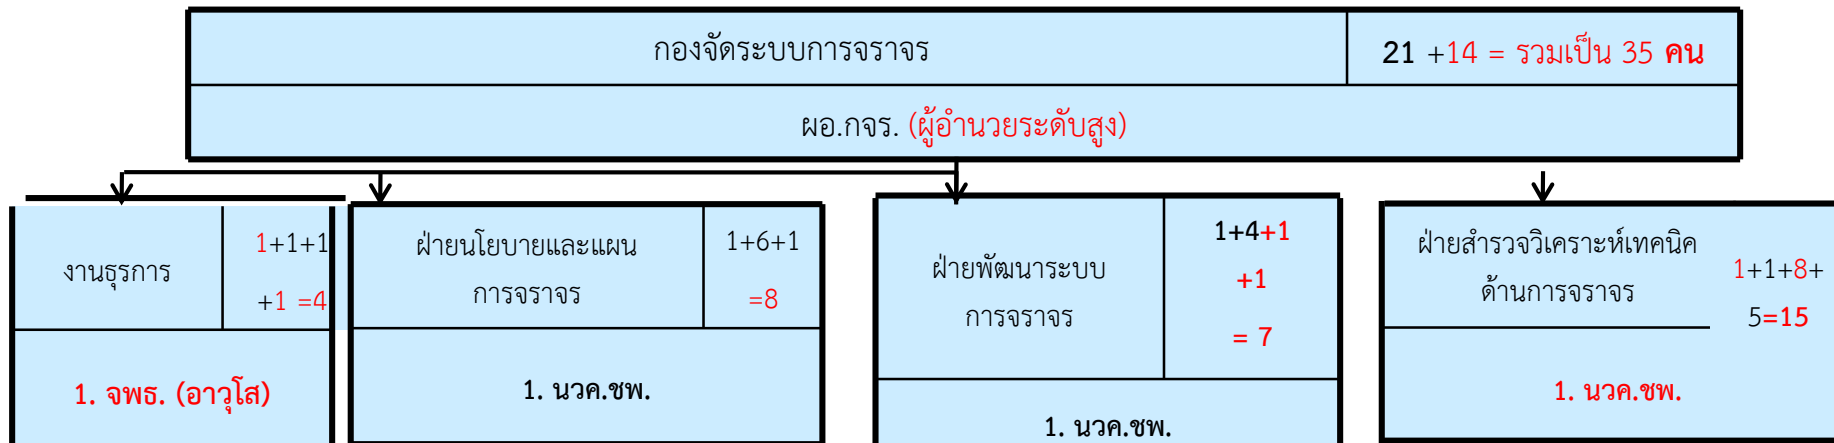 กองจัดระบบการจราจร
21 +14 = รวมเป็น 35 คน
ผอ.กจร. (ผู้อำนวยระดับสูง)
งานธุรการ
1+1+1
+1 =4
1. จพธ. (อาวุโส)
ฝ่ายนโยบายและแผน
การจราจร
1+6+1
=8
1. นวค.ชพ.
ฝ่ายพัฒนาระบบ
การจราจร
1+4+1
+1
= 7
1. นวค.ชพ.
ฝ่ายสำรวจวิเคราะห์เทคนิค
ด้านการจราจร
1+1+8+
5=15
1. นวค.ชพ.